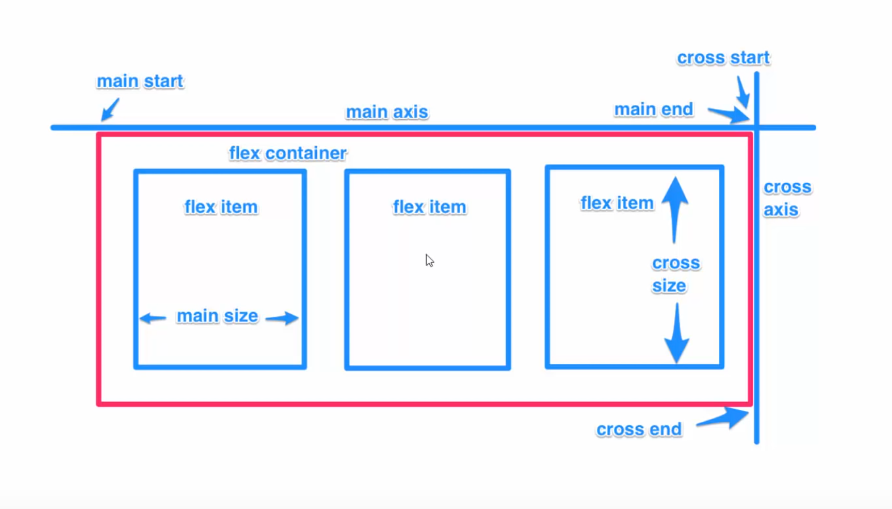 cross start
main start
main axis
main end
flex container
flex item
flex item
flex item
cross
axis
cross
size
main size
cross end